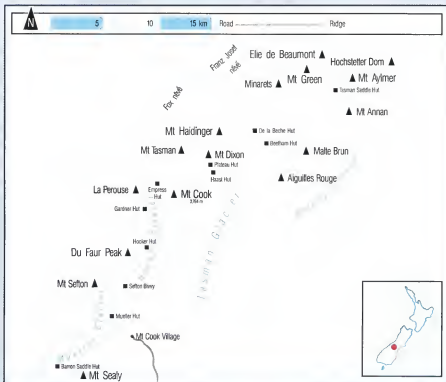 N
5 10 15 km Road Ridge
Franz Josef névé
Elie de Beaumont
Hochstetter Dom
Mt Green
Minarets
Mt Aylmer
Tasman Saddle Hut
Fox névé
Mt Annan
Mt Haidinger
De la Beche Hut
Beetham Hut
Malte Brun
Mt Tasman
Mt Dixon
Plateau Hut
Haast Hut
Aiguilles Rouge
La Perouse
Empress Hut
Mt Cook
Gardiner Hut
Tasman Glacier
Hooker Hut
Du Faur Peak
Mt Sefton
Sefton Bivvy
Mueller Hut
Mt Cook Village
Barron Saddle Hut
Mt Sealy